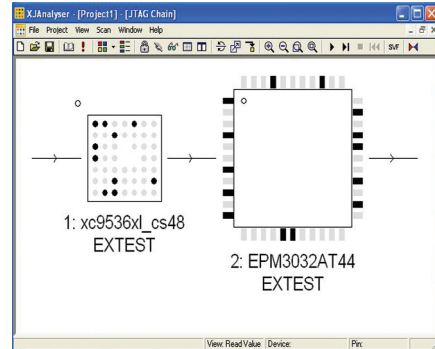 XJAnalyser - [Project1] - [JTAG Chain]
File Project View Scan Window Help
SVF
1: xc9536xl_cs48
EXTEST
2: EPM3032AT44
EXTEST
View: Read Value Device: Pin: